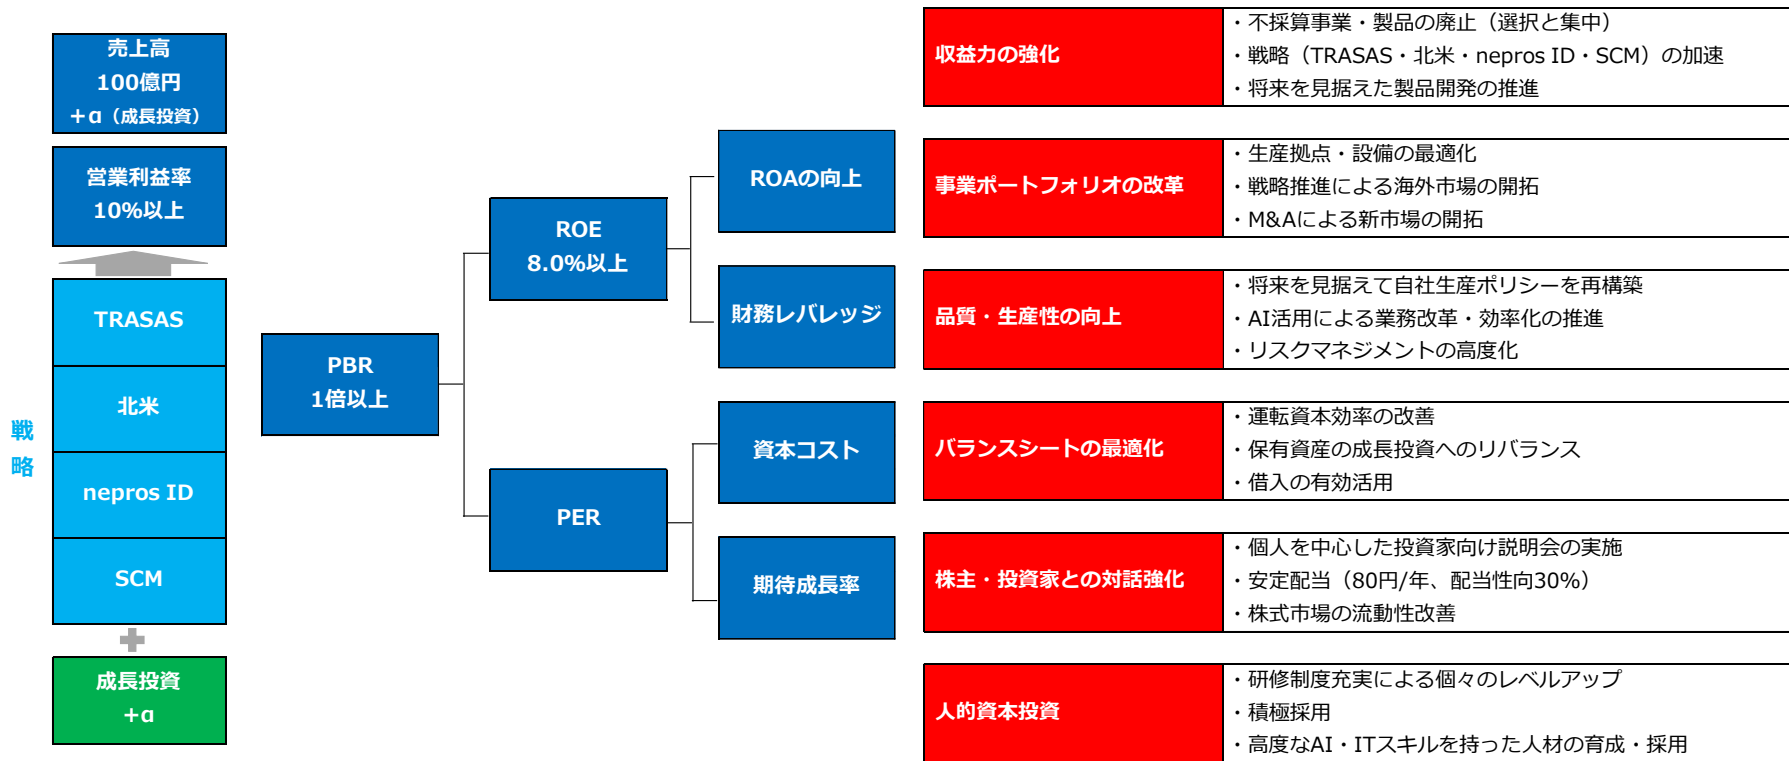 売上高
100億円
＋α（成長投資）
営業利益率
10%以上
戦
略
TRASAS
北米
nepros ID
SCM
成長投資
+α
PBR
1倍以上
ROE
8.0%以上
PER
ROAの向上
財務レバレッジ
資本コスト
期待成長率
収益力の強化
・不採算事業・製品の廃止（選択と集中）
・戦略（TRASAS・北米・nepros ID・SCM）の加速
・将来を見据えた製品開発の推進
事業ポートフォリオの改革
・生産拠点・設備の最適化
・戦略推進による海外市場の開拓
・M&Aによる新市場の開拓
品質・生産性の向上
・将来を見据えて自社生産ポリシーを再構築
・AI活用による業務改革・効率化の推進
・リスクマネジメントの高度化
バランスシートの最適化
・運転資本効率の改善
・保有資産の成長投資へのリバランス
・借入の有効活用
株主・投資家との対話強化
・個人を中心した投資家向け説明会の実施
・安定配当（80円/年、配当性向30%）
・株式市場の流動性改善
人的資本投資
・研修制度充実による個々のレベルアップ
・積極採用
・高度なAI・ITスキルを持った人材の育成・採用